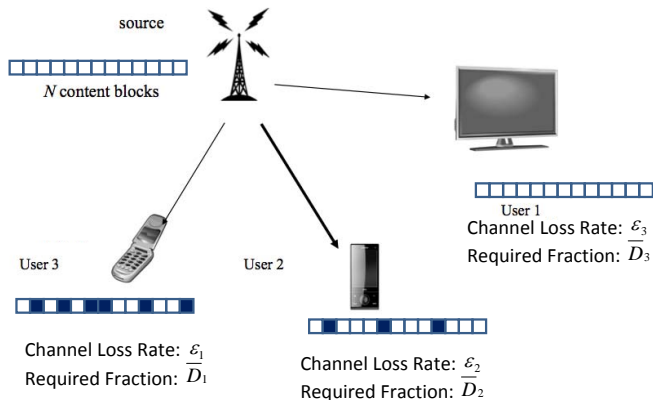 source
N content blocks
User 1
Channel Loss Rate: ε₃
Required Fraction: D̅₃
User 3
User 2
Channel Loss Rate: ε₁
Required Fraction: D̅₁
Channel Loss Rate: ε₂
Required Fraction: D̅₂